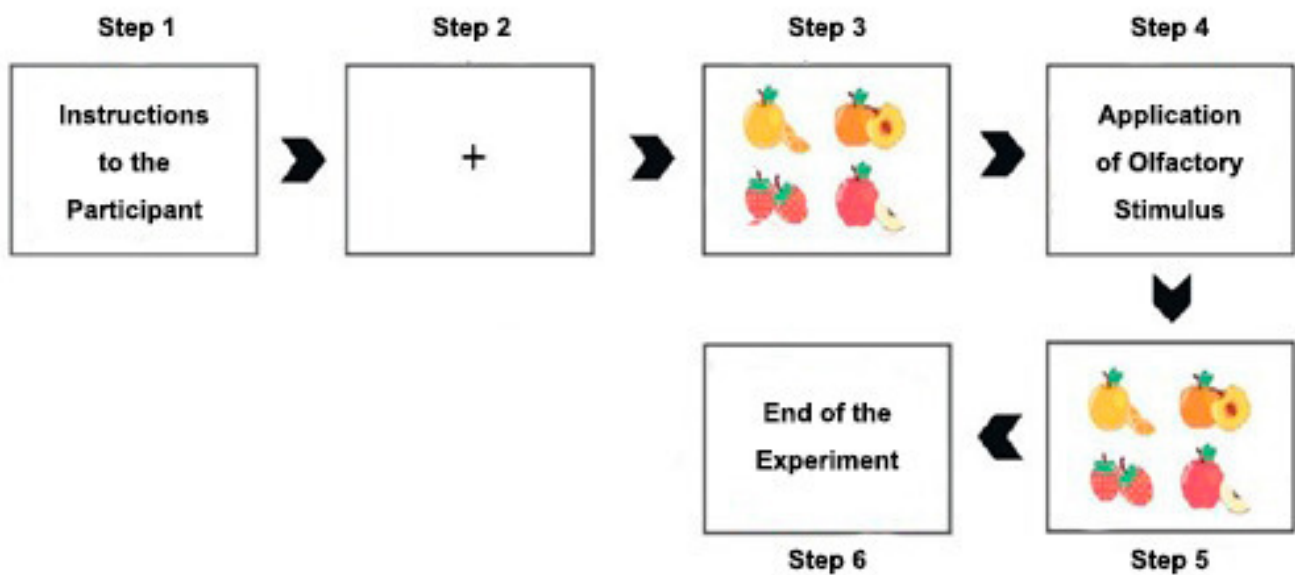 Step 1
Step 2
Step 3
Step 4
Instructions
to the
Participant
+
Application
of Olfactory
Stimulus
End of the
Experiment
Step 6
Step 5